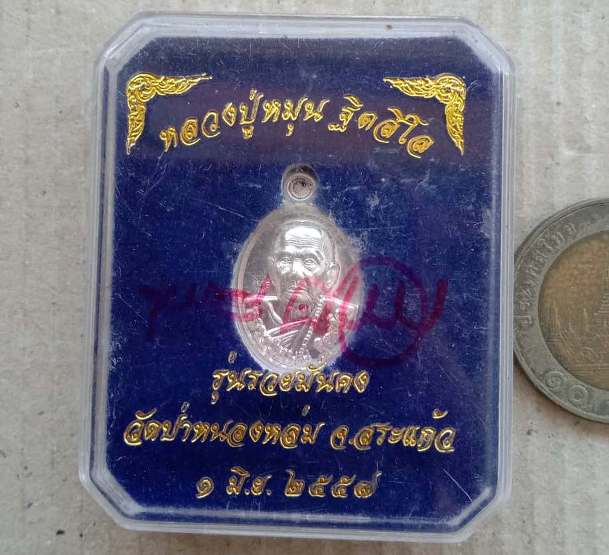 หลวงปู่หมุน ฐิตสีโล
รุ่นรวยมั่นคง
วัดป่าหนองหล่ม จ.สระแก้ว
๑ มิ.ย. ๒๕๕๗
๑๐